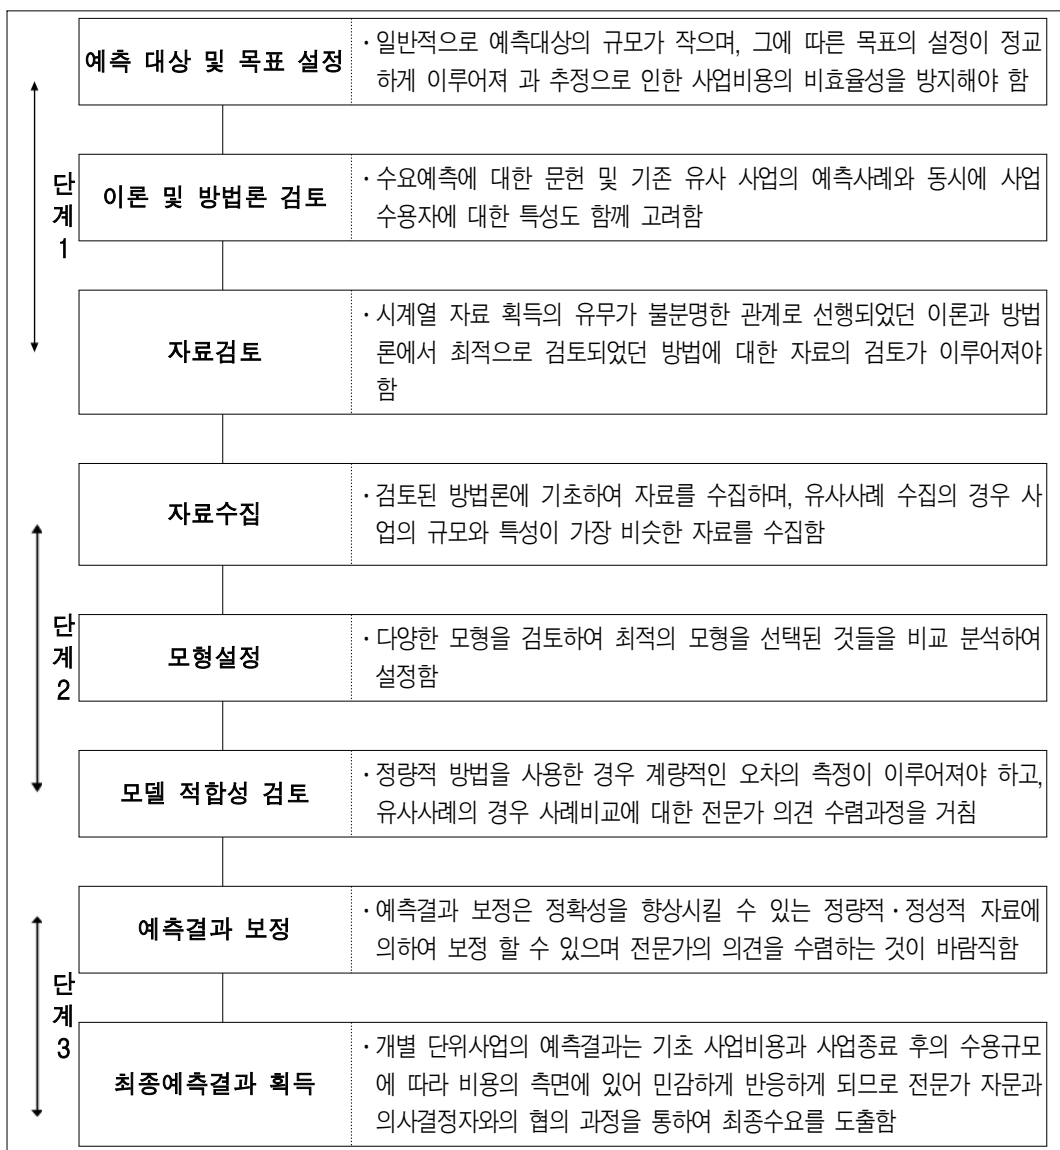 예측 대상 및 목표 설정
· 일반적으로 예측대상의 규모가 작으며, 그에 따른 목표의 설정이 정교
하게 이루어져 과 추정으로 인한 사업비용의 비효율성을 방지해야 함
단
계
1
이론 및 방법론 검토
· 수요예측에 대한 문헌 및 기존 유사 사업의 예측사례와 동시에 사업
수용자에 대한 특성도 함께 고려함
자료검토
· 시계열 자료 획득의 유무가 불분명한 관계로 선행되었던 이론과 방법
론에서 최적으로 검토되었던 방법에 대한 자료의 검토가 이루어져야
함
자료수집
· 검토된 방법론에 기초하여 자료를 수집하며, 유사사례 수집의 경우 사
업의 규모와 특성이 가장 비슷한 자료를 수집함
단
계
2
모형설정
· 다양한 모형을 검토하여 최적의 모형을 선택된 것들을 비교 분석하여
설정함
모델 적합성 검토
· 정량적 방법을 사용한 경우 계량적인 오차의 측정이 이루어져야 하고,
유사사례의 경우 사례비교에 대한 전문가 의견 수렴과정을 거침
예측결과 보정
· 예측결과 보정은 정확성을 향상시킬 수 있는 정량적·정성적 자료에
의하여 보정 할 수 있으며 전문가의 의견을 수렴하는 것이 바람직함
단
계
3
최종예측결과 획득
· 개별 단위사업의 예측결과는 기초 사업비용과 사업종료 후의 수용규모
에 따라 비용의 측면에 있어 민감하게 반응하게 되므로 전문가 자문과
의사결정자와의 협의 과정을 통하여 최종수요를 도출함